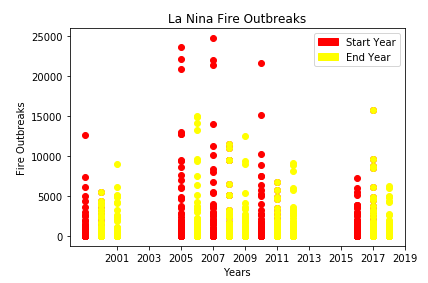 La Nina Fire Outbreaks
25000
20000
15000
10000
5000
0
Fire Outbreaks
Start Year
End Year
2001 2003 2005 2007 2009 2011 2013 2015 2017 2019
Years